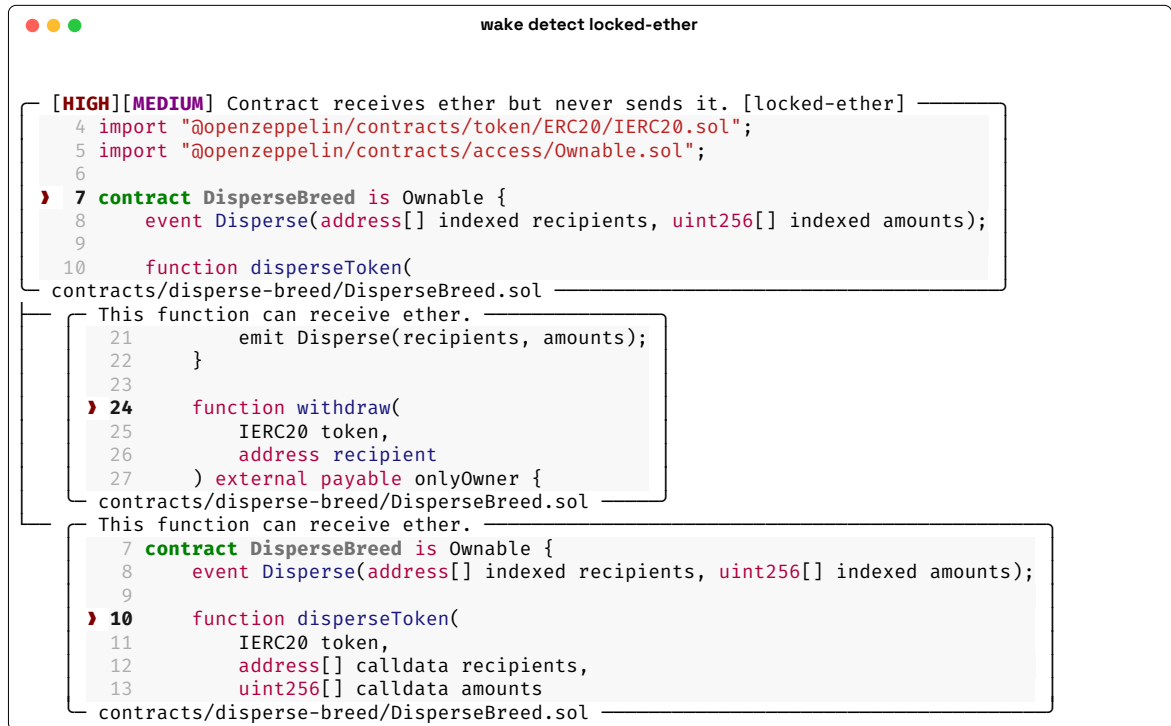 wake detect locked-ether
[HIGH][MEDIUM] Contract receives ether but never sends it. [locked-ether]
4 import "@openzeppelin/contracts/token/ERC20/IERC20.sol";
5 import "@openzeppelin/contracts/access/Ownable.sol";
6
❱ 7 contract DisperseBreed is Ownable {
8     event Disperse(address[] indexed recipients, uint256[] indexed amounts);
9
10     function disperseToken(
contracts/disperse-breed/DisperseBreed.sol
This function can receive ether.
21         emit Disperse(recipients, amounts);
22     }
23
❱ 24     function withdraw(
25         IERC20 token,
26         address recipient
27     ) external payable onlyOwner {
contracts/disperse-breed/DisperseBreed.sol
This function can receive ether.
7 contract DisperseBreed is Ownable {
8     event Disperse(address[] indexed recipients, uint256[] indexed amounts);
9
❱ 10     function disperseToken(
11         IERC20 token,
12         address[] calldata recipients,
13         uint256[] calldata amounts
contracts/disperse-breed/DisperseBreed.sol